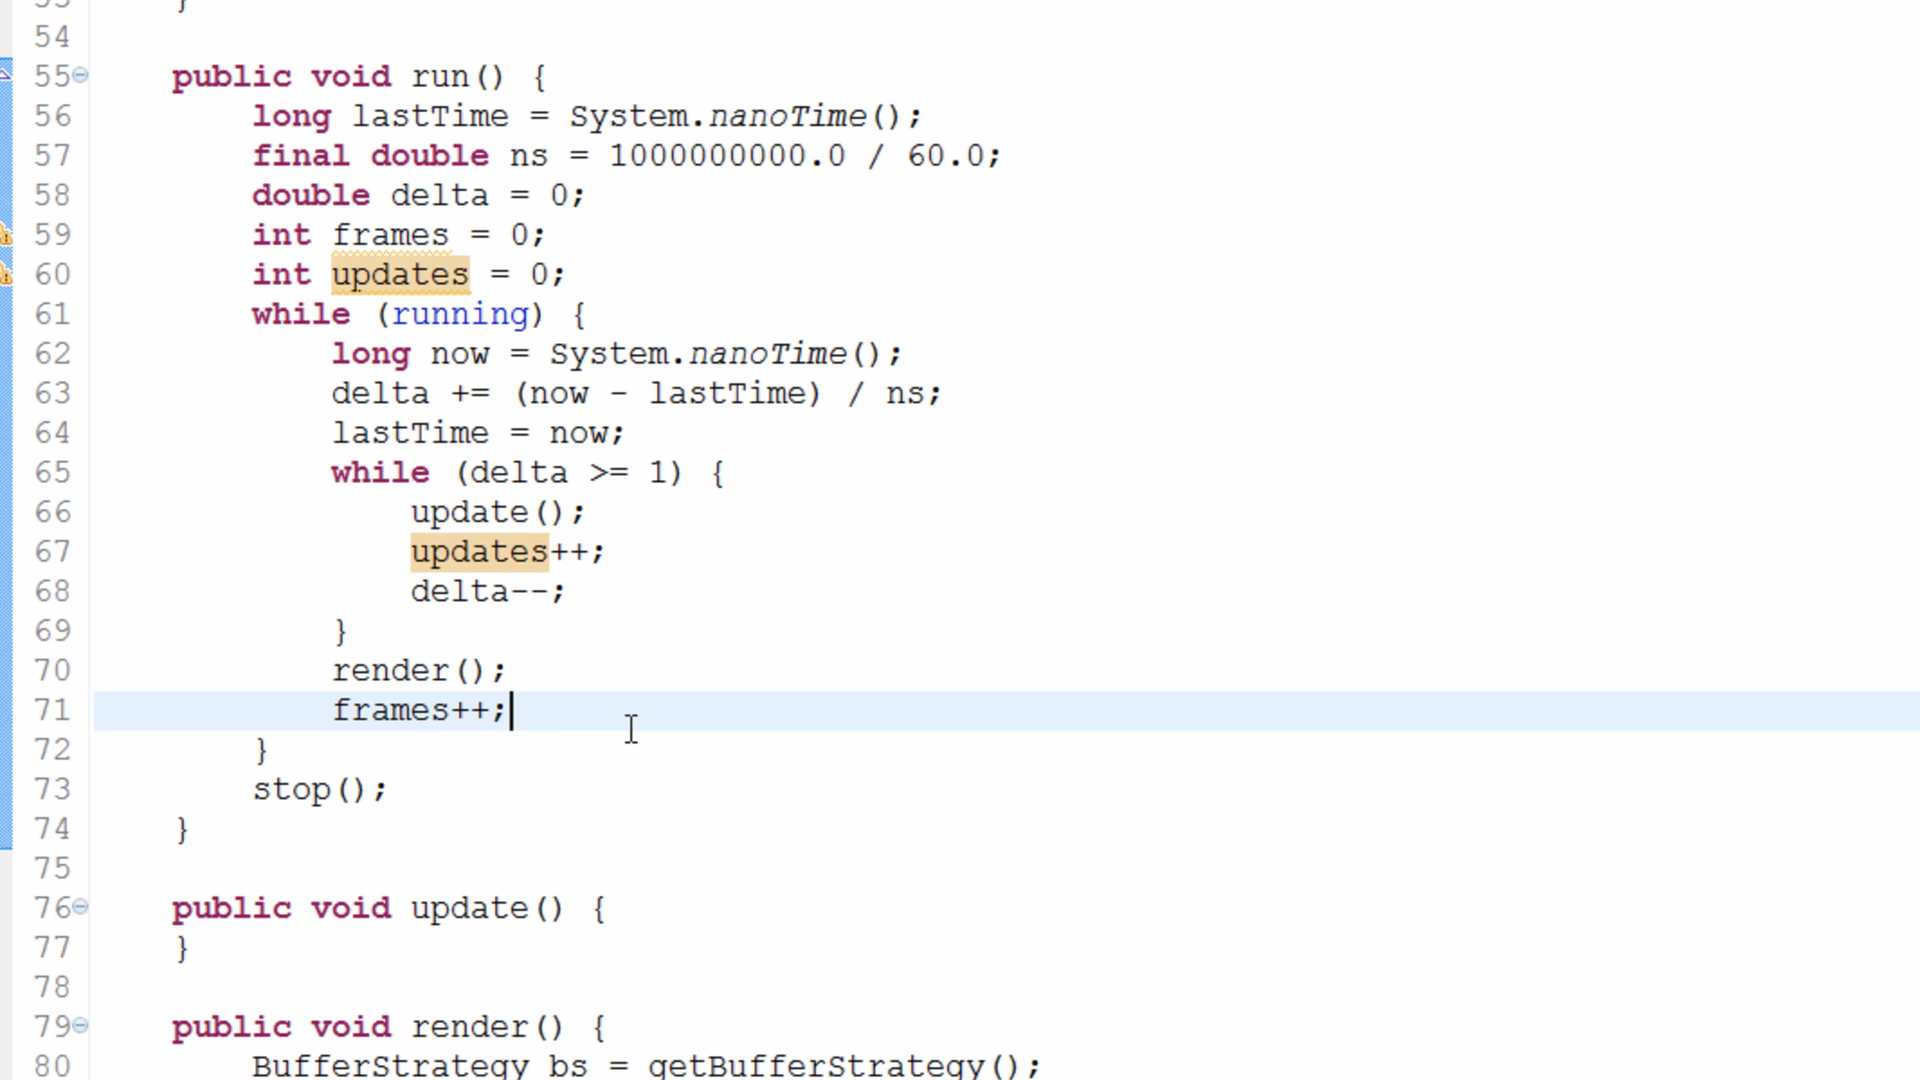 53 }
54
55 public void run() {
56 long lastTime = System.nanoTime();
57 final double ns = 1000000000.0 / 60.0;
58 double delta = 0;
59 int frames = 0;
60 int updates = 0;
61 while (running) {
62 long now = System.nanoTime();
63 delta += (now - lastTime) / ns;
64 lastTime = now;
65 while (delta >= 1) {
66 update();
67 updates++;
68 delta--;
69 }
70 render();
71 frames++;
72 }
73 stop();
74 }
75
76 public void update() {
77 }
78
79 public void render() {
80 BufferStrategy bs = getBufferStrategy();